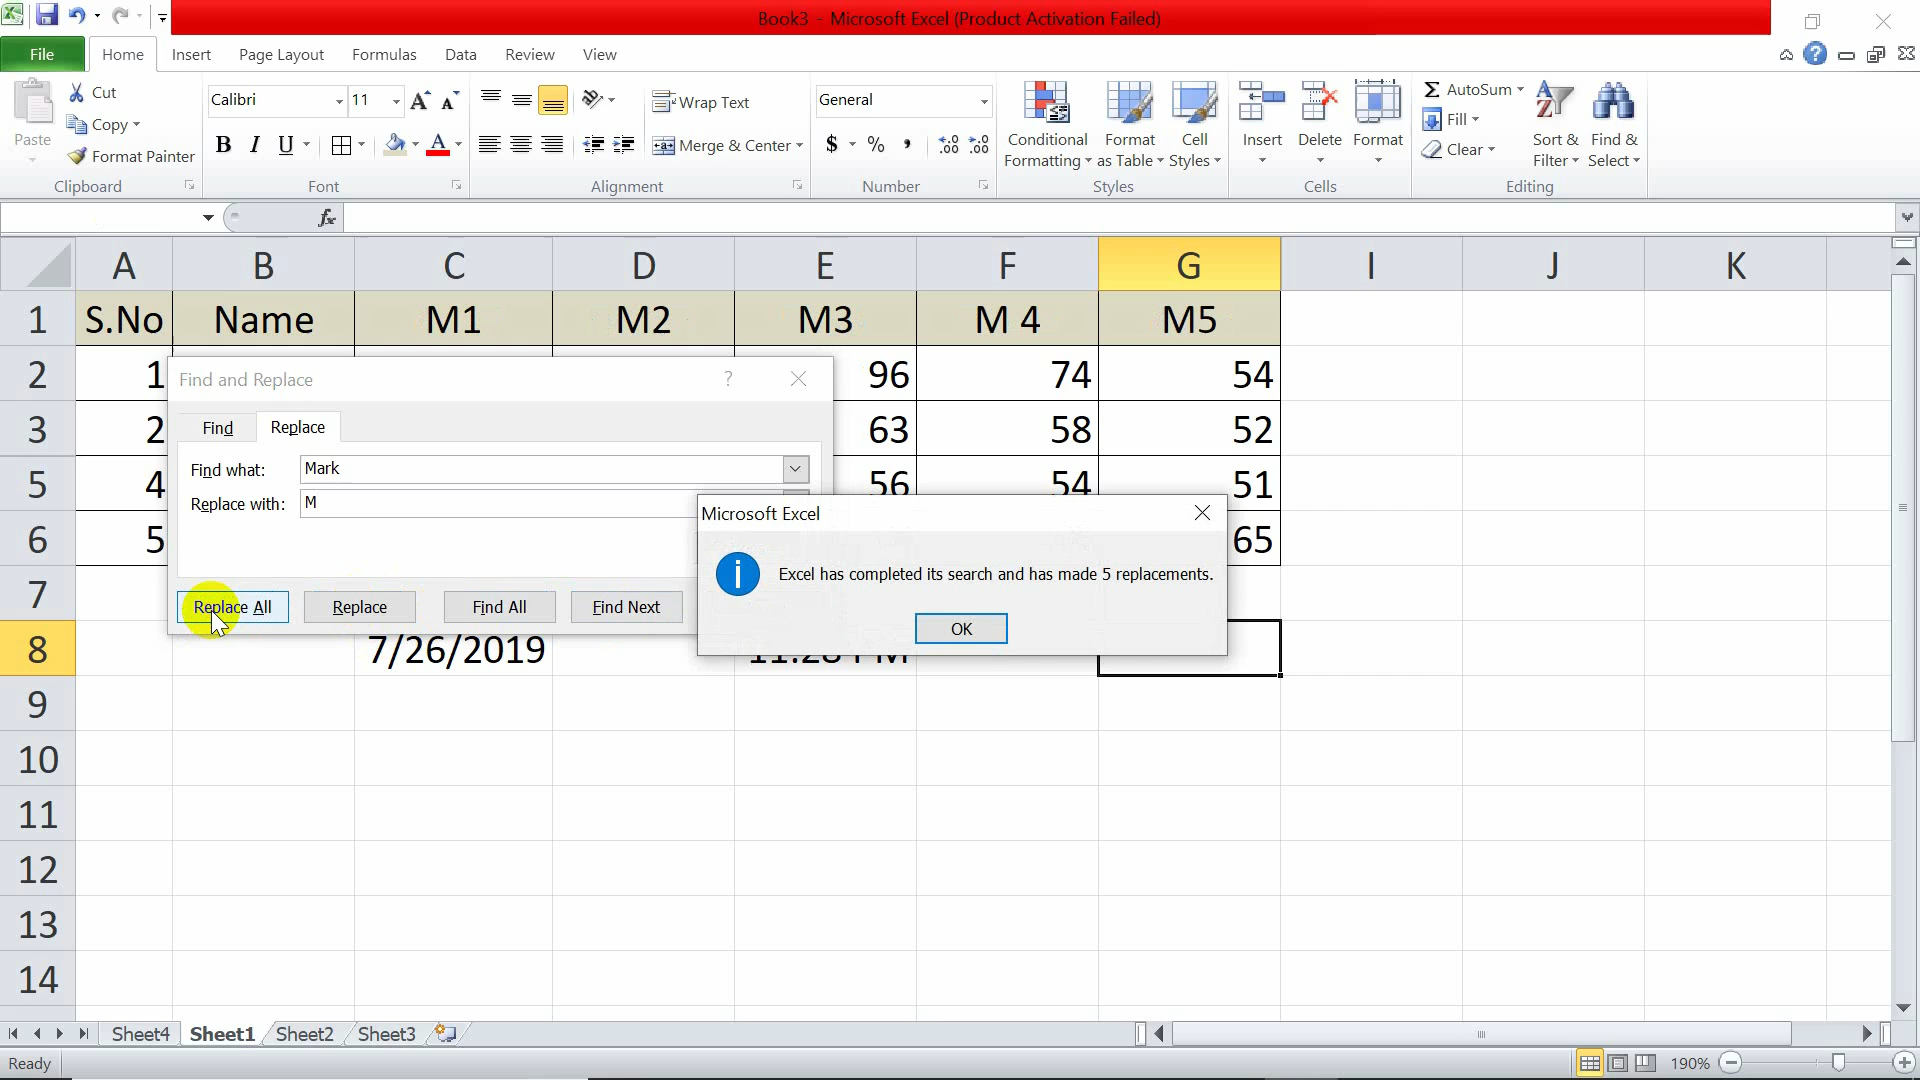 Book3 - Microsoft Excel (Product Activation Failed)
File Home Insert Page Layout Formulas Data Review View
Paste
Cut
Copy
Format Painter
Clipboard
Calibri 11
B I U
Font
Wrap Text
Merge & Center
Alignment
General
$ % ,
Number
Conditional Formatting
Format as Table
Cell Styles
Styles
Insert Delete Format
Cells
AutoSum
Fill
Clear
Sort & Filter
Find & Select
Editing
fx
A B C D E F G I J K
1 S.No Name M1 M2 M3 M 4 M5
2 1 96 74 54
3 2 63 58 52
5 4 56 54 51
6 5 65
7
8 7/26/2019
9
10
11
12
13
14
Find and Replace ?
Find Replace
Find what: Mark
Replace with: M
Replace All Replace Find All Find Next
Microsoft Excel
Excel has completed its search and has made 5 replacements.
OK
Sheet4 Sheet1 Sheet2 Sheet3
Ready 190%